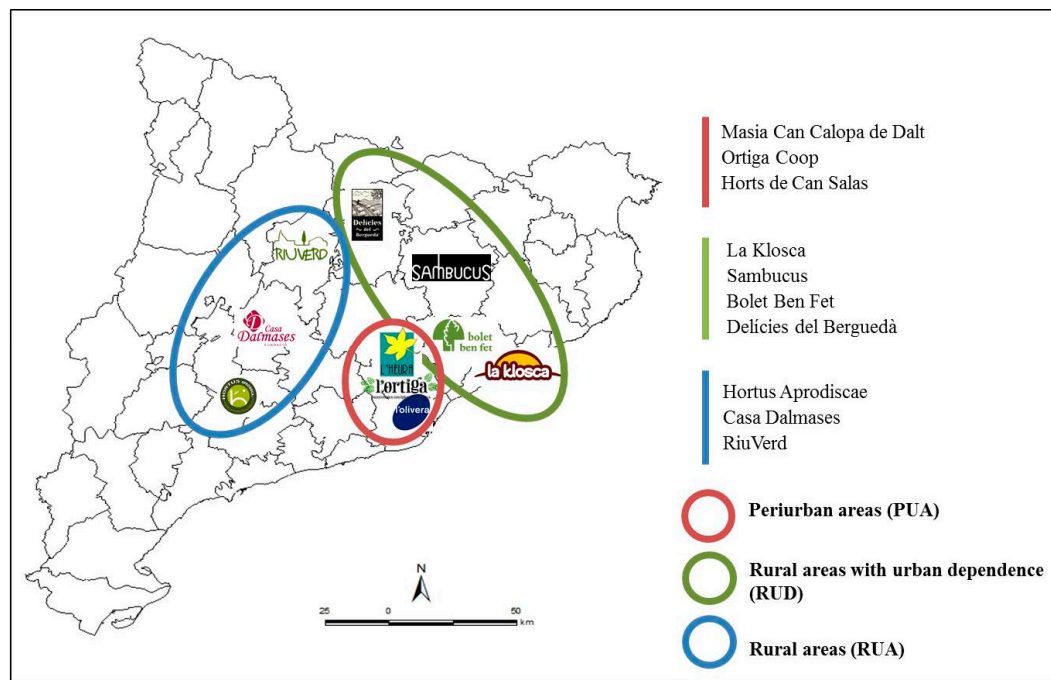 Delícies
del
Berguedà
RIUVERD
SAMBUCUS
Casa
Dalmases
bolet
ben fet
L'HEURA
l'ortiga
la klosca
l'olivera
Masia Can Calopa de Dalt
Ortiga Coop
Horts de Can Salas
La Klosca
Sambucus
Bolet Ben Fet
Delícies del Berguedà
Hortus Aprodiscae
Casa Dalmases
RiuVerd
Periurban areas (PUA)
Rural areas with urban dependence
(RUD)
Rural areas (RUA)
N
25 0 50
km